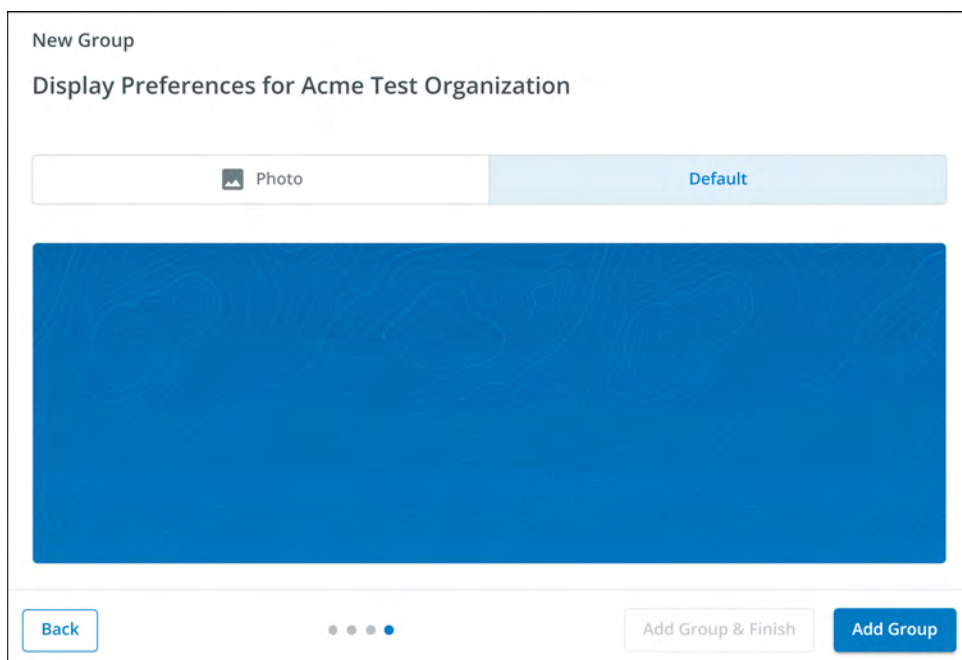 New Group
Display Preferences for Acme Test Organization
Photo Default
Back Add Group & Finish Add Group